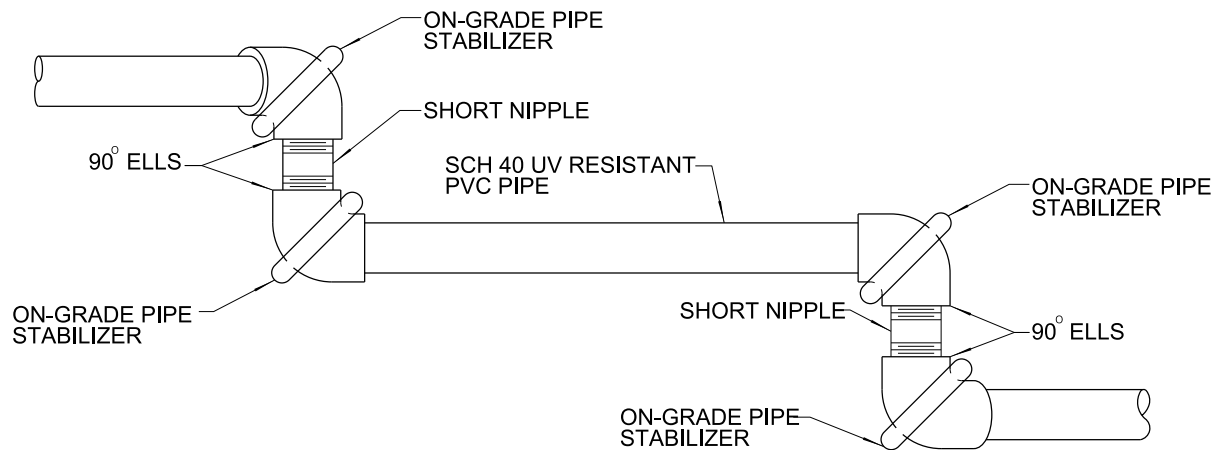 ON-GRADE PIPE
STABILIZER
SHORT NIPPLE
90° ELLS
SCH 40 UV RESISTANT
PVC PIPE
ON-GRADE PIPE
STABILIZER
ON-GRADE PIPE
STABILIZER
SHORT NIPPLE
90° ELLS
ON-GRADE PIPE
STABILIZER